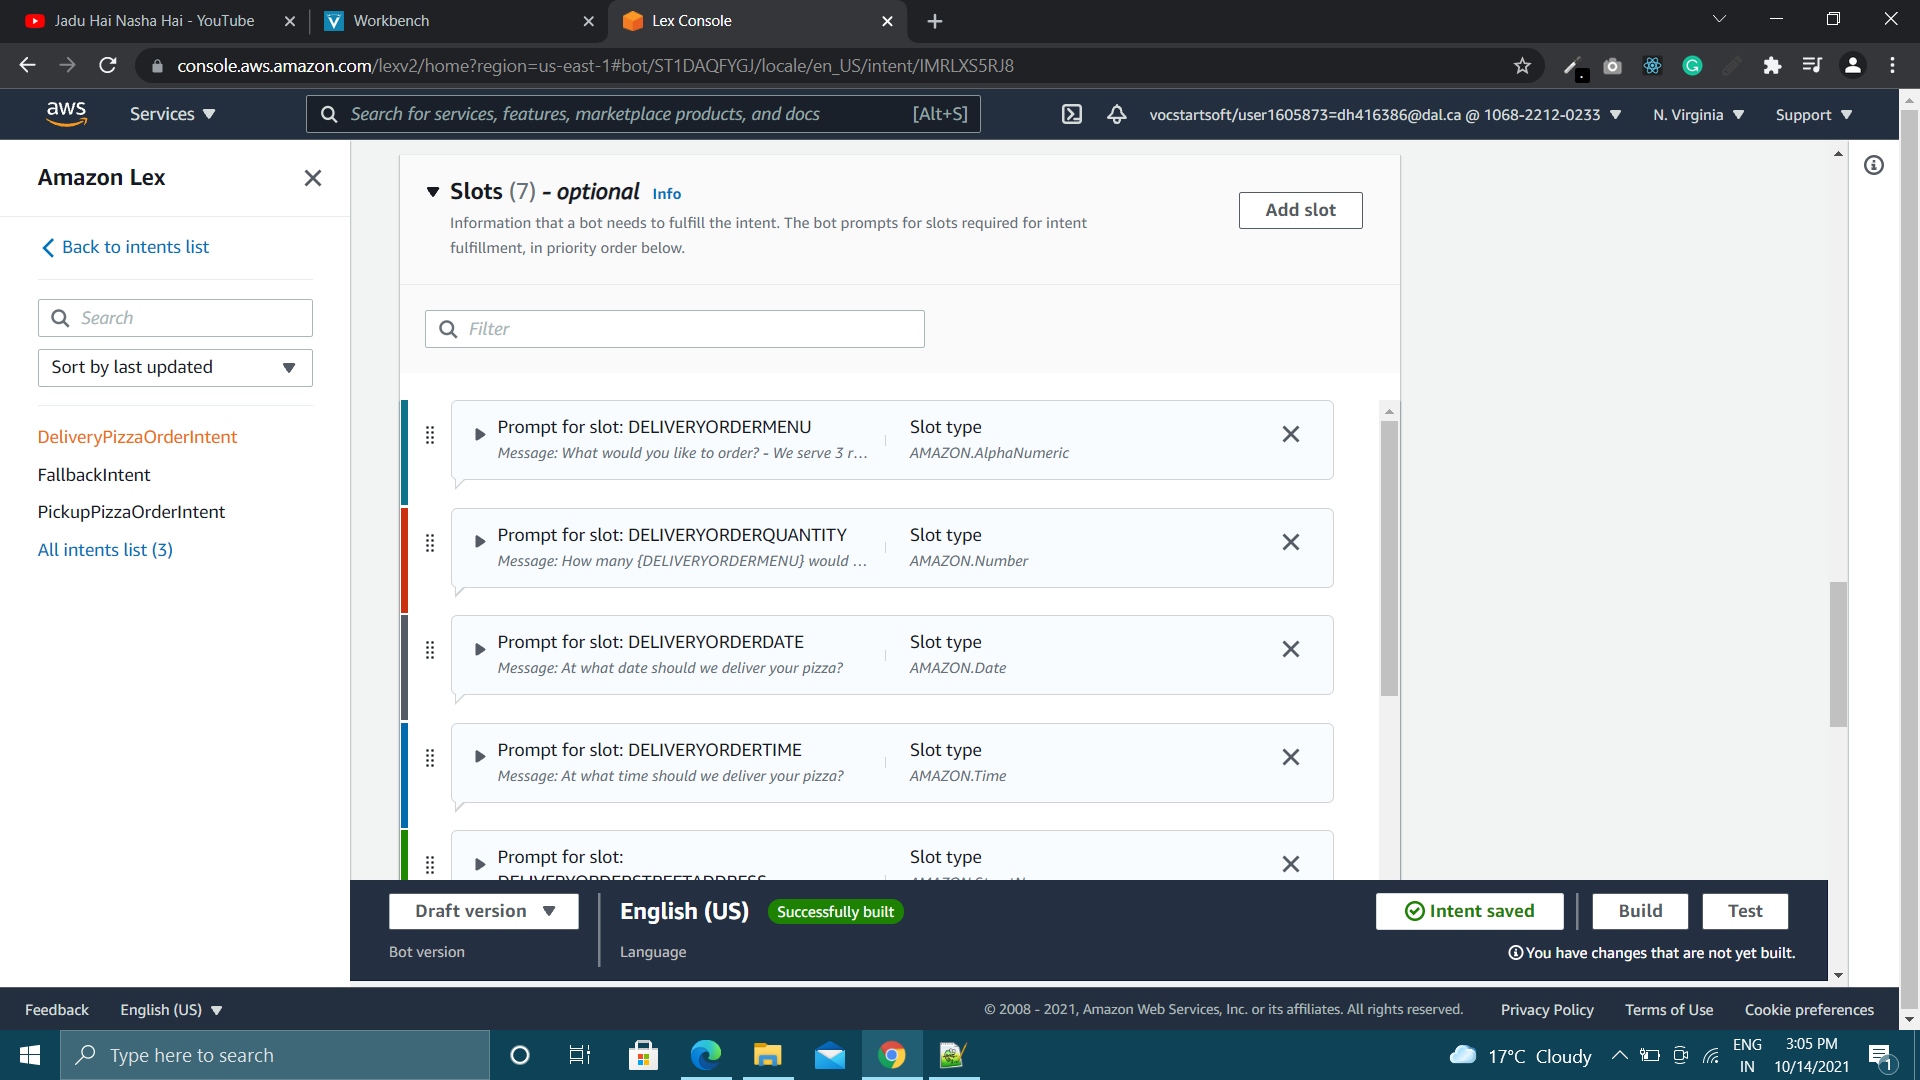 Jadu Hai Nasha Hai - YouTube
Workbench
Lex Console
console.aws.amazon.com/lexv2/home?region=us-east-1#bot/ST1DAQFYGJ/locale/en_US/intent/IMRLXS5RJ8
aws
Services
Search for services, features, marketplace products, and docs
[Alt+S]
vocstartsoft/user1605873=dh416386@dal.ca @ 1068-2212-0233
N. Virginia
Support
Amazon Lex
Back to intents list
Search
Sort by last updated
DeliveryPizzaOrderIntent
FallbackIntent
PickupPizzaOrderIntent
All intents list (3)
Slots (7) - optional Info
Information that a bot needs to fulfill the intent. The bot prompts for slots required for intent
fulfillment, in priority order below.
Add slot
Filter
Prompt for slot: DELIVERYORDERMENU
Message: What would you like to order? - We serve 3 r...
Slot type
AMAZON.AlphaNumeric
Prompt for slot: DELIVERYORDERQUANTITY
Message: How many {DELIVERYORDERMENU} would ...
Slot type
AMAZON.Number
Prompt for slot: DELIVERYORDERDATE
Message: At what date should we deliver your pizza?
Slot type
AMAZON.Date
Prompt for slot: DELIVERYORDERTIME
Message: At what time should we deliver your pizza?
Slot type
AMAZON.Time
Prompt for slot:
DELIVERYORDERSTREETADDRESS
Slot type
Draft version
Bot version
English (US)
Successfully built
Language
Intent saved
Build
Test
You have changes that are not yet built.
Feedback
English (US)
© 2008 - 2021, Amazon Web Services, Inc. or its affiliates. All rights reserved.
Privacy Policy
Terms of Use
Cookie preferences
Type here to search
17°C Cloudy
ENG
IN
3:05 PM
10/14/2021
1